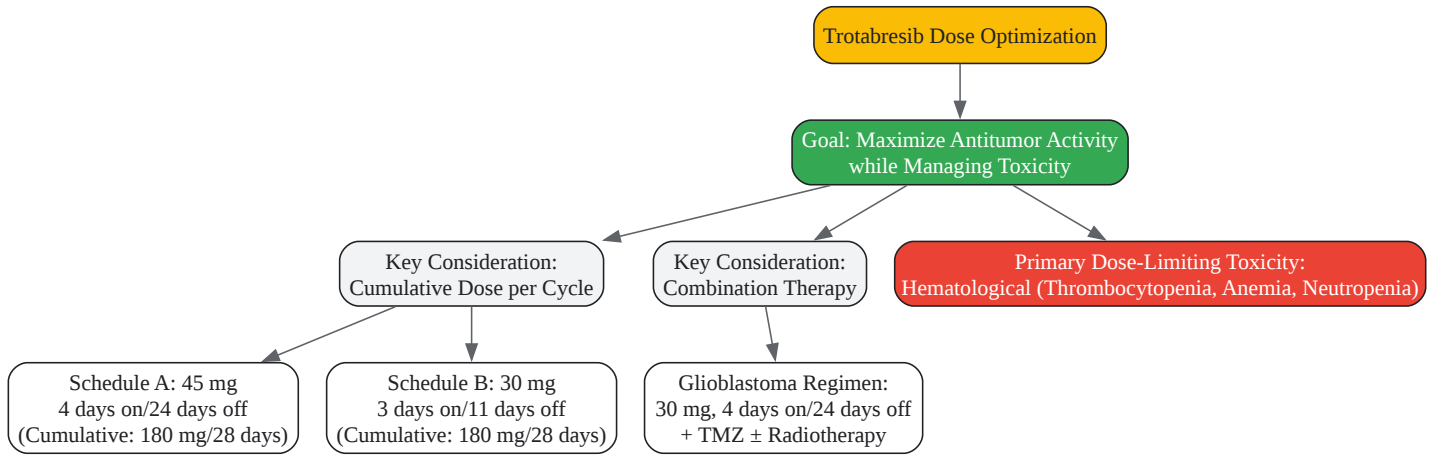 Trotabresib Dose Optimization
Goal: Maximize Antitumor Activity
while Managing Toxicity
Key Consideration:
Cumulative Dose per Cycle
Key Consideration:
Combination Therapy
Primary Dose-Limiting Toxicity:
Hematological (Thrombocytopenia, Anemia, Neutropenia)
Schedule A: 45 mg
4 days on/24 days off
(Cumulative: 180 mg/28 days)
Schedule B: 30 mg
3 days on/11 days off
(Cumulative: 180 mg/28 days)
Glioblastoma Regimen:
30 mg, 4 days on/24 days off
+ TMZ ± Radiotherapy